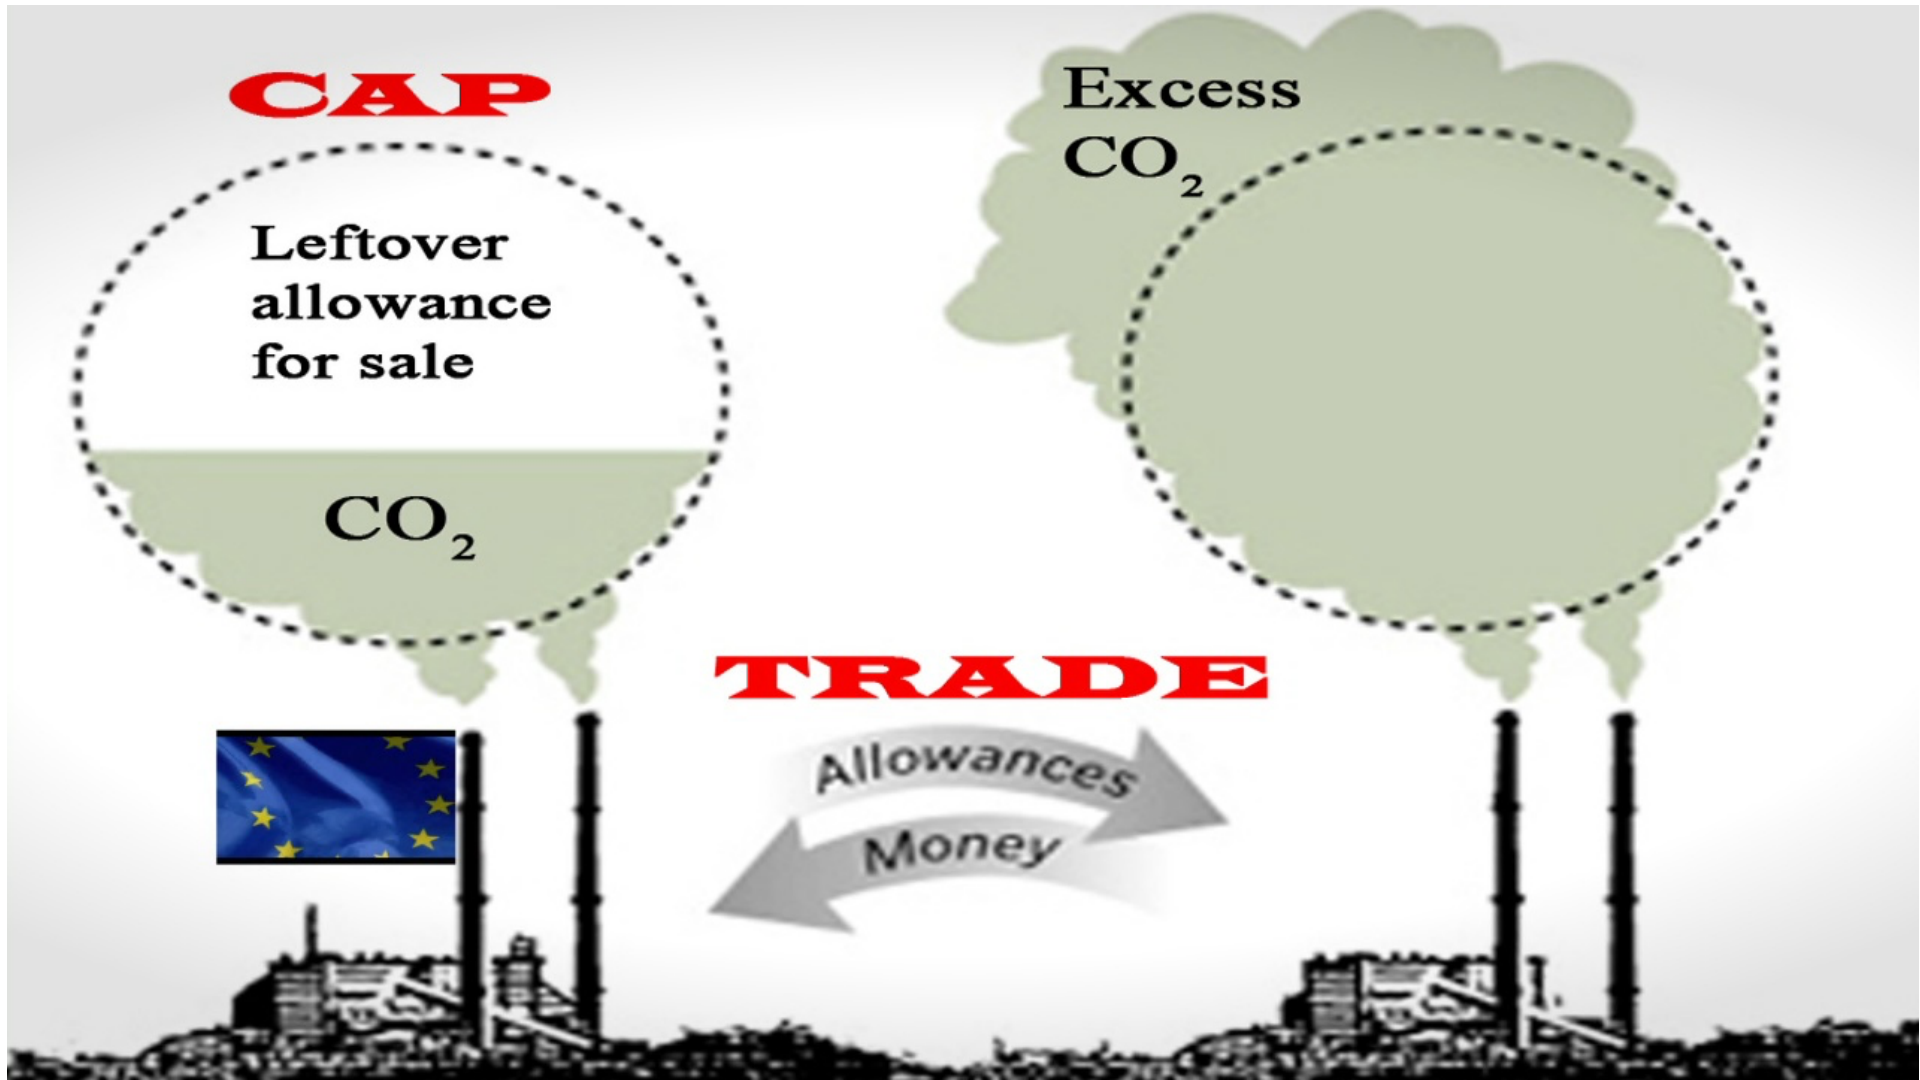 CAP
Leftover
allowance
for sale
CO₂
Excess
CO₂
TRADE
Allowances
Money